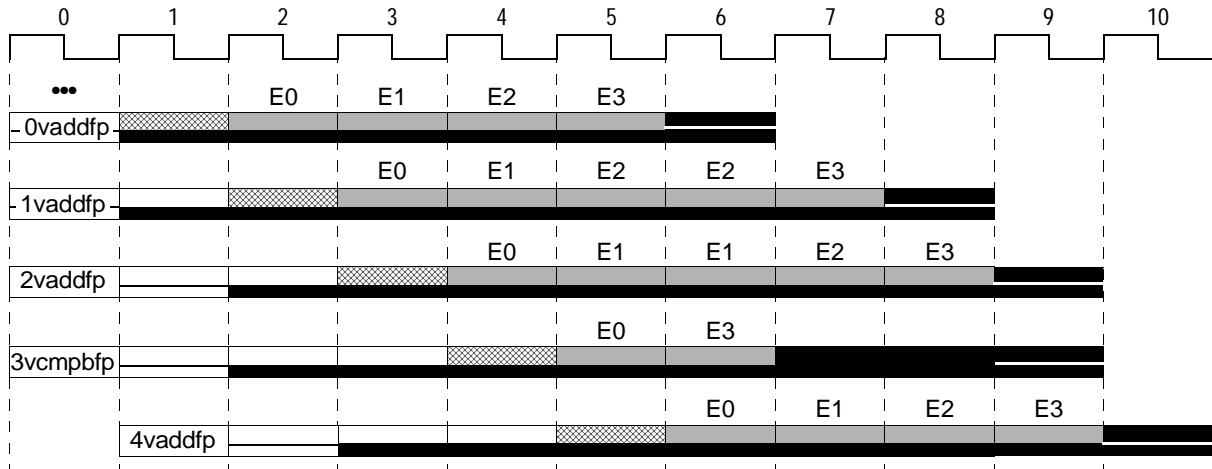 0 1 2 3 4 5 6 7 8 9 10
•••
E0 E1 E2 E3
0vaddfp
E0 E1 E2 E2 E3
1vaddfp
E0 E1 E1 E2 E3
2vaddfp
E0 E3
3vcmpbfp
E0 E1 E2 E3
4vaddfp